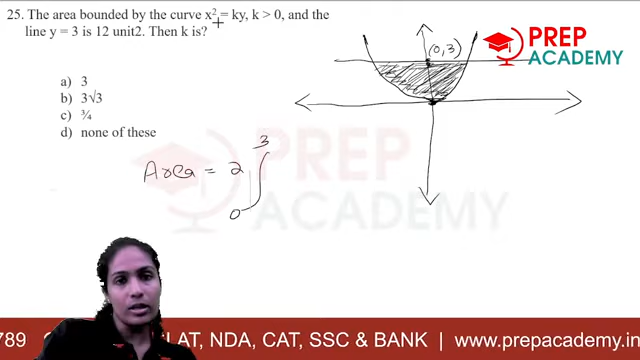 25. The area bounded by the curve x² = ky, k > 0, and the
line y = 3 is 12 unit2. Then k is?
a) 3
b) 3√3
c) ¾
d) none of these
(0,3)
PREP
ACADEMY
Area = 2 ∫
3
0
PREP
ACADEMY
789
LAT, NDA, CAT, SSC & BANK | www.prepacademy.in